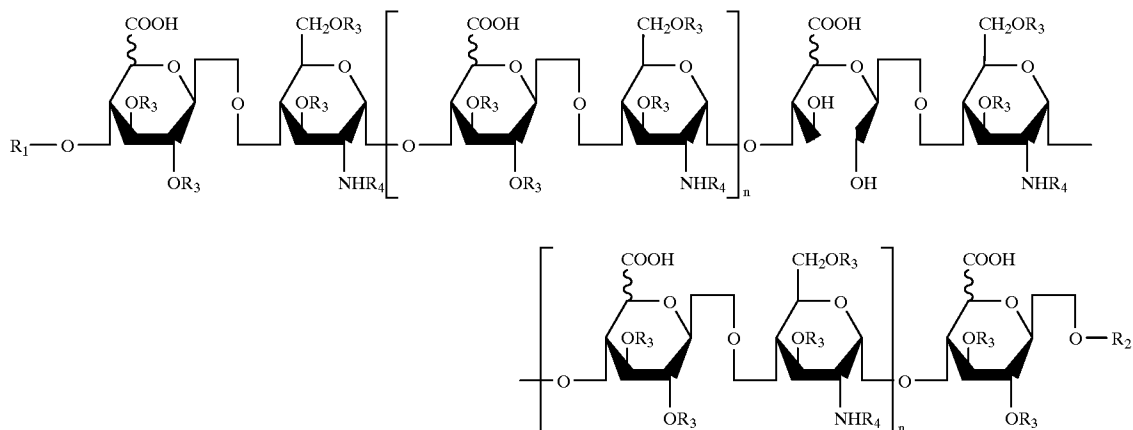 COOH CH₂OR₃ COOH CH₂OR₃ COOH CH₂OR₃
O O O O O O
OR₃ O OR₃ OR₃ O OR₃ OH O OR₃
R₁—O O O
OR₃ NHR₄ OR₃ NHR₄ OH NHR₄
n
COOH CH₂OR₃ COOH
O O O
OR₃ O OR₃ OR₃ O—R₂
O O
OR₃ NHR₄ OR₃
n